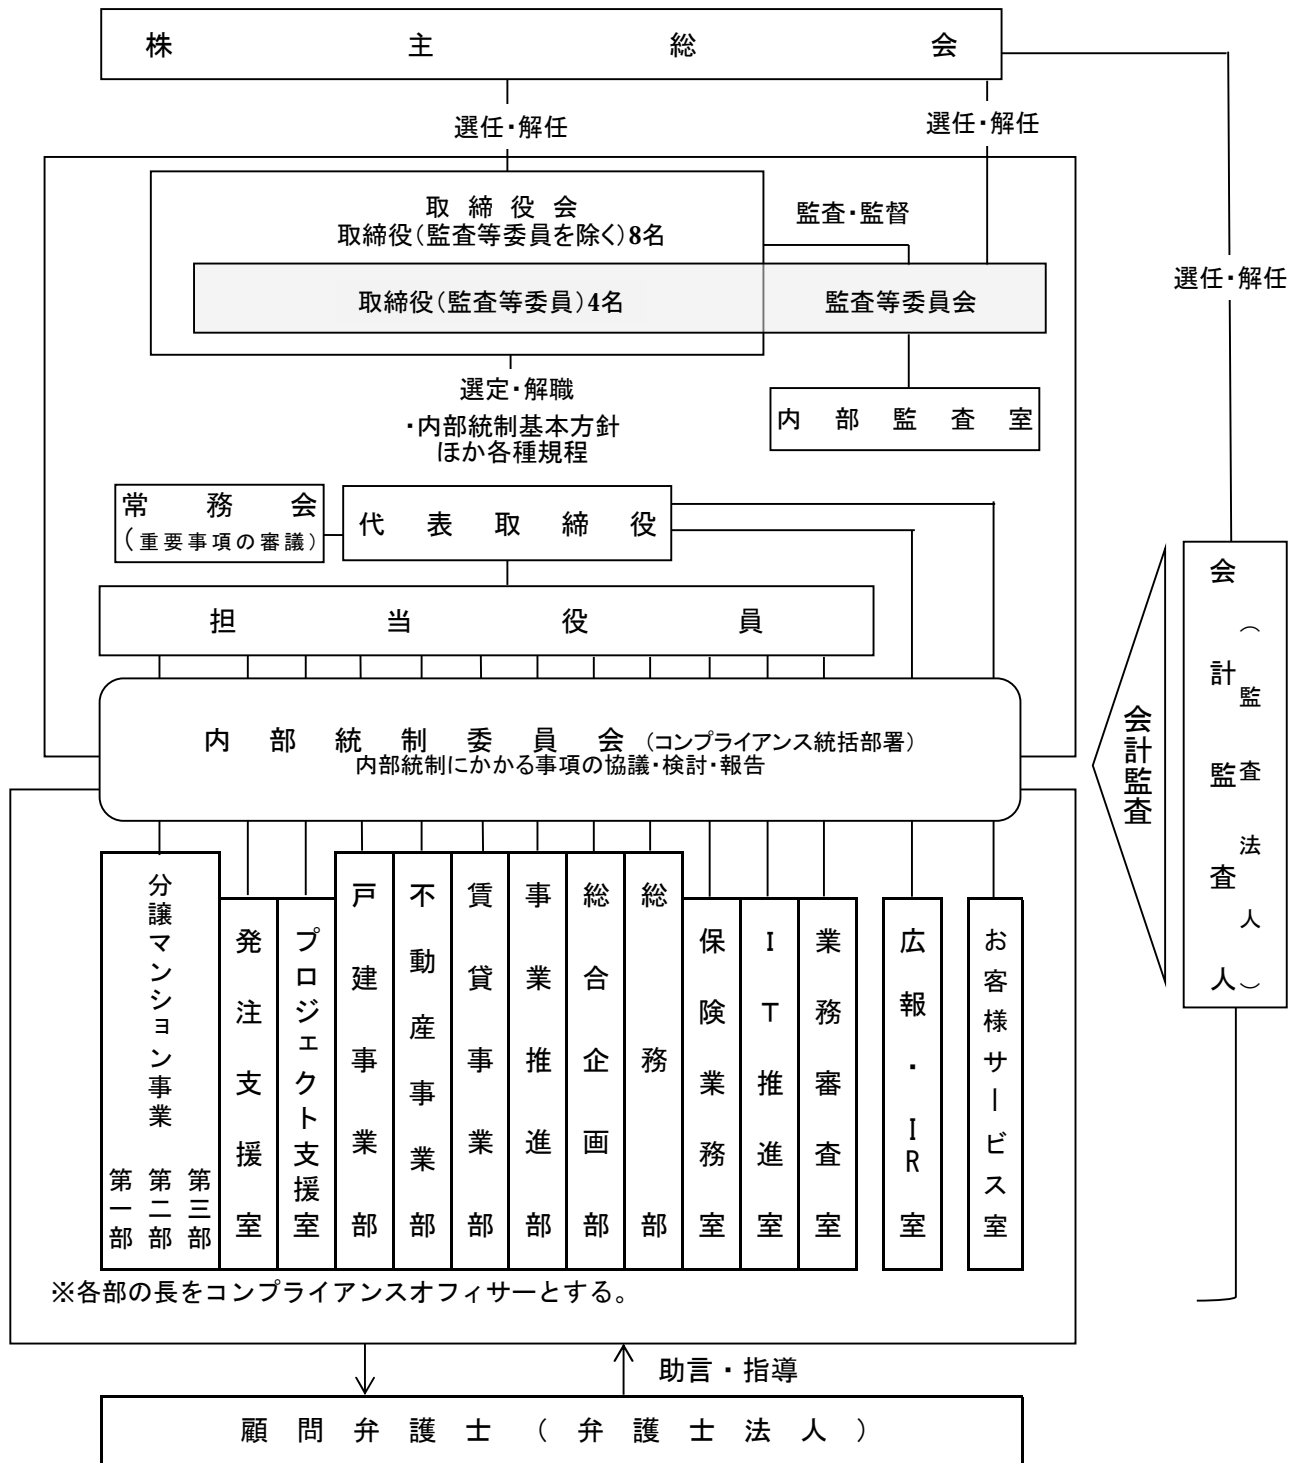 株主総会
選任・解任
選任・解任
取締役会
取締役（監査等委員を除く）8名
監査・監督
選任・解任
取締役（監査等委員）4名
監査等委員会
選定・解職
・内部統制基本方針
ほか各種規程
内部監査室
常務会
（重要事項の審議）
代表取締役
担当役員
会計監査人
（監査法人）
会計監査
内部統制委員会（コンプライアンス統括部署）
内部統制にかかる事項の協議・検討・報告
分譲マンション事業
第一部
第二部
第三部
発注支援室
プロジェクト支援室
戸建事業部
不動産事業部
賃貸事業部
事業推進部
総合企画部
総務部
保険業務室
IT推進室
業務審査室
広報・IR室
お客様サービス室
※各部の長をコンプライアンスオフィサーとする。
助言・指導
顧問弁護士（弁護士法人）